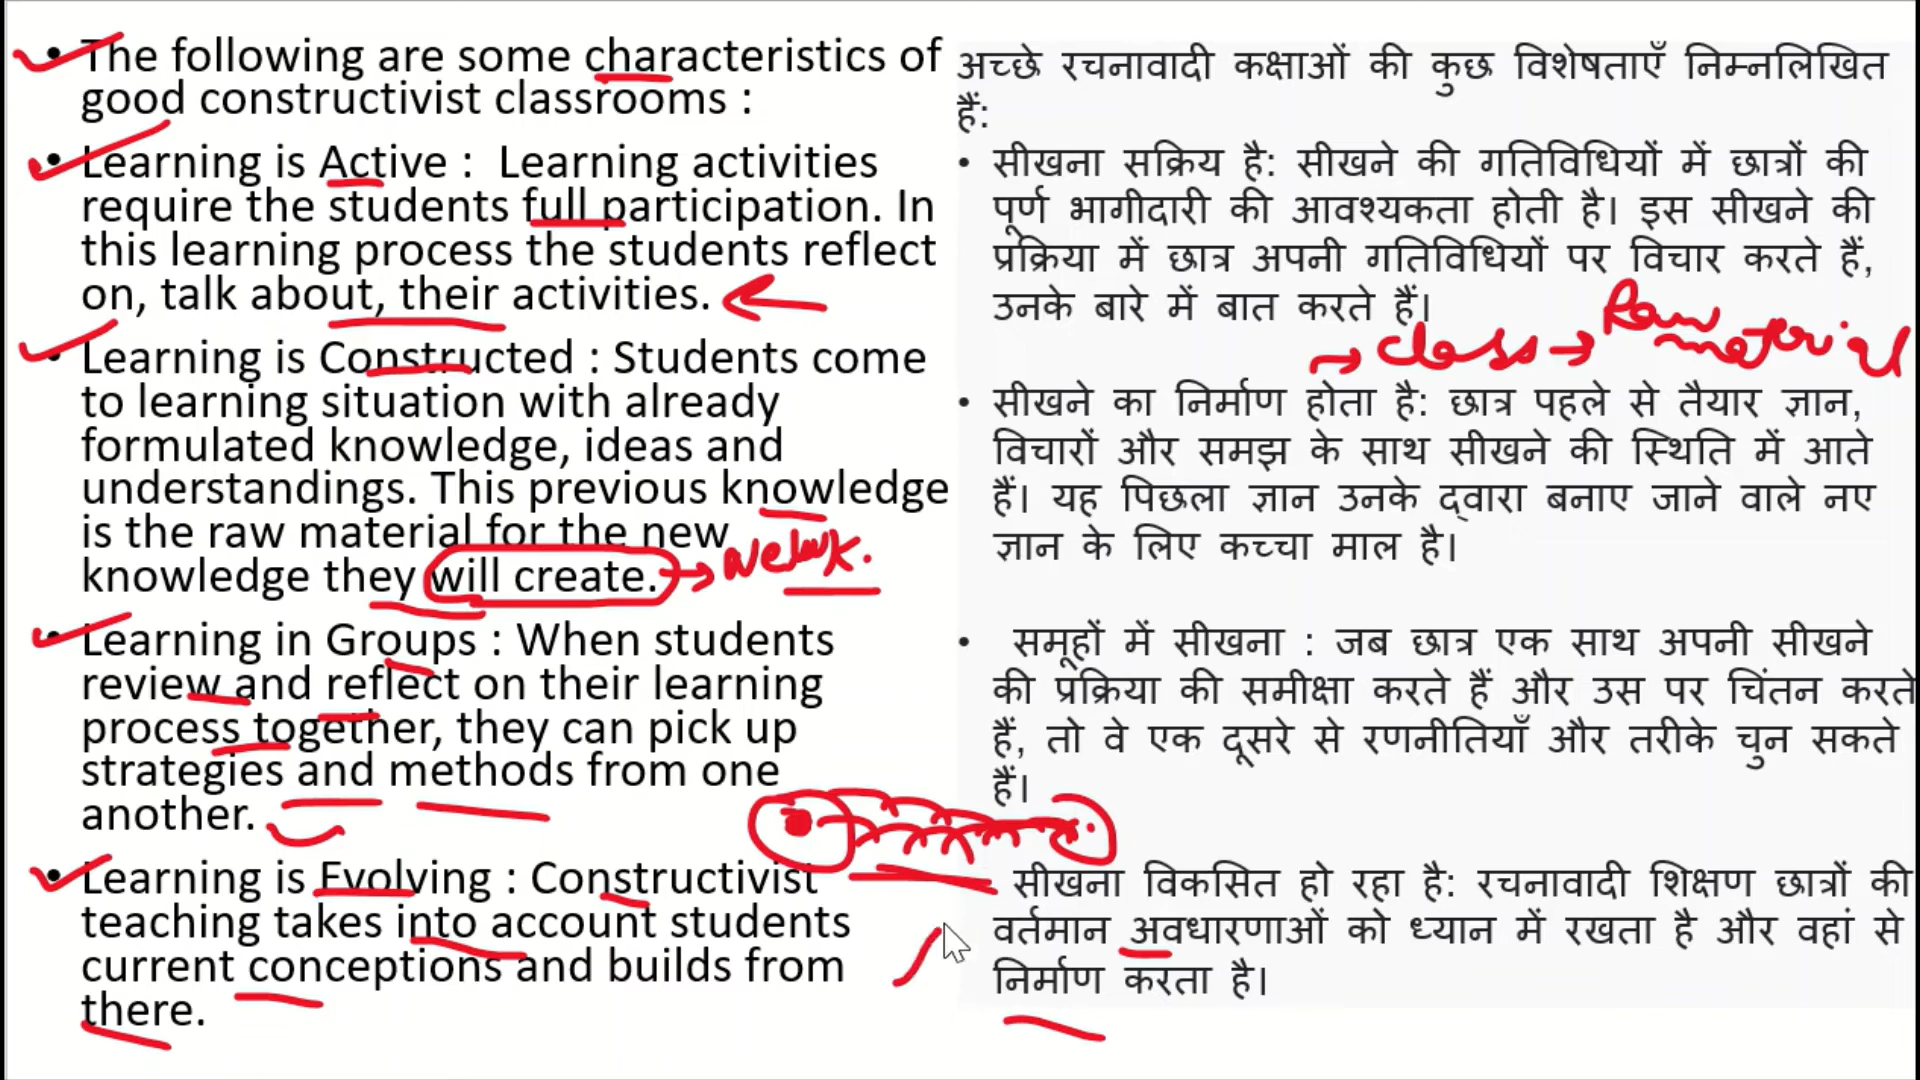 • The following are some characteristics of
good constructivist classrooms :
• Learning is Active :  Learning activities
require the students full participation. In
this learning process the students reflect
on, talk about, their activities.
• Learning is Constructed : Students come
to learning situation with already
formulated knowledge, ideas and
understandings. This previous knowledge
is the raw material for the new
knowledge they will create.
• Learning in Groups : When students
review and reflect on their learning
process together, they can pick up
strategies and methods from one
another.
• Learning is Evolving : Constructivist
teaching takes into account students
current conceptions and builds from
there.
अच्छे रचनावादी कक्षाओं की कुछ विशेषताएँ निम्नलिखित
हैं:
• सीखना सक्रिय है: सीखने की गतिविधियों में छात्रों की
पूर्ण भागीदारी की आवश्यकता होती है। इस सीखने की
प्रक्रिया में छात्र अपनी गतिविधियों पर विचार करते हैं,
उनके बारे में बात करते हैं।
→ class → Raw
material
• सीखने का निर्माण होता है: छात्र पहले से तैयार ज्ञान,
विचारों और समझ के साथ सीखने की स्थिति में आते
हैं। यह पिछला ज्ञान उनके द्वारा बनाए जाने वाले नए
ज्ञान के लिए कच्चा माल है।
• समूहों में सीखना : जब छात्र एक साथ अपनी सीखने
की प्रक्रिया की समीक्षा करते हैं और उस पर चिंतन करते
हैं, तो वे एक दूसरे से रणनीतियाँ और तरीके चुन सकते
हैं।
सीखना विकसित हो रहा है: रचनावादी शिक्षण छात्रों की
वर्तमान अवधारणाओं को ध्यान में रखता है और वहां से
निर्माण करता है।